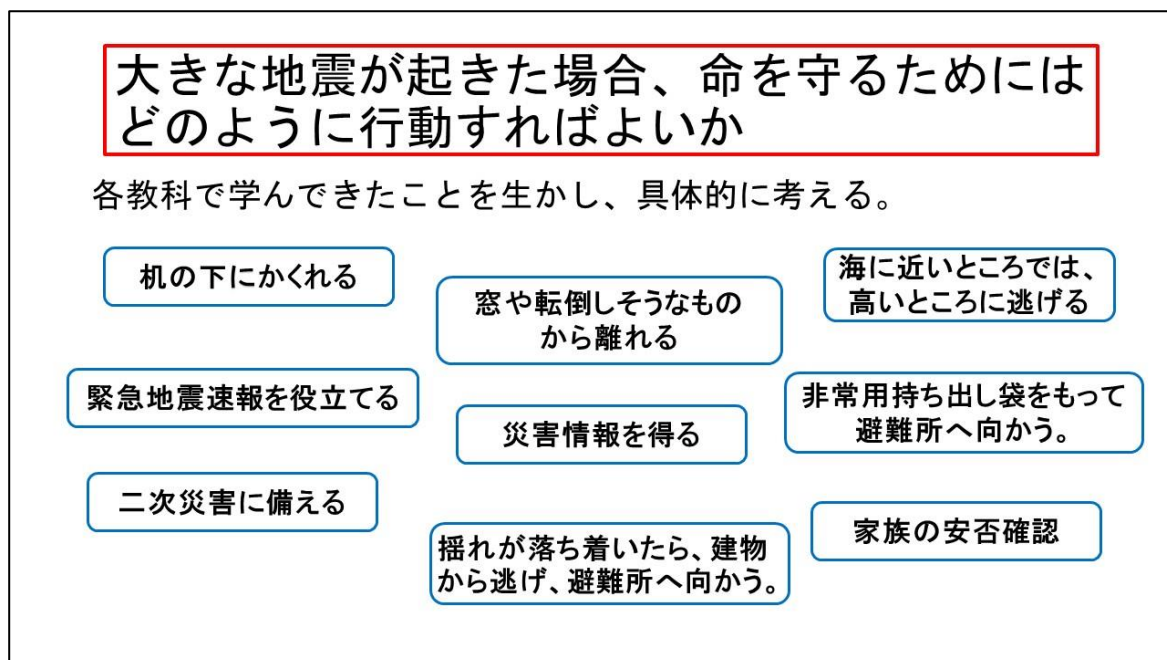 大きな地震が起きた場合、命を守るためには
どのように行動すればよいか
各教科で学んできたことを生かし、具体的に考える。
机の下にかくれる
窓や転倒しそうなもの
から離れる
海に近いところでは、
高いところに逃げる
緊急地震速報を役立てる
災害情報を得る
非常用持ち出し袋をもって
避難所へ向かう。
二次災害に備える
揺れが落ち着いたら、建物
から逃げ、避難所へ向かう。
家族の安否確認